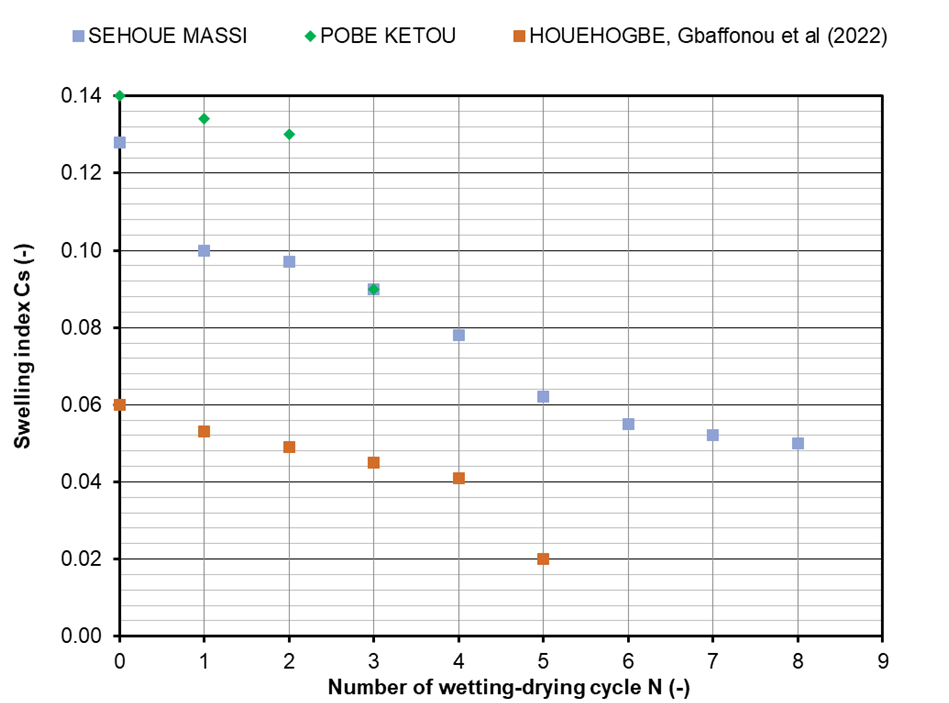 SEHOUE MASSI POBE KETOU HOUEHOGBE, Gbaffonou et al (2022)
0.14
0.12
0.10
0.08
0.06
0.04
0.02
0.00
Swelling index Cs (-)
0 1 2 3 4 5 6 7 8 9
Number of wetting-drying cycle N (-)